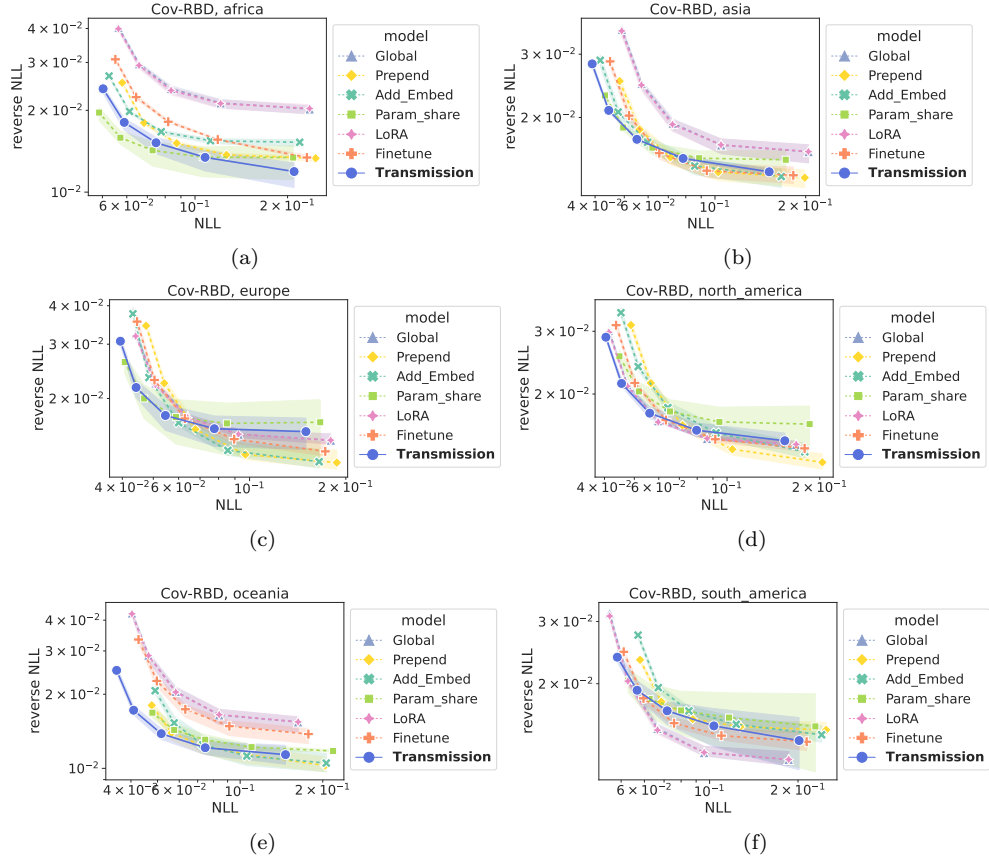 Cov-RBD, africa
reverse NLL
4 × 10⁻²
3 × 10⁻²
2 × 10⁻²
10⁻²
6 × 10⁻²
10⁻¹
2 × 10⁻¹
NLL
model
Global
Prepend
Add_Embed
Param_share
LoRA
Finetune
Transmission
(a)
Cov-RBD, asia
reverse NLL
3 × 10⁻²
2 × 10⁻²
4 × 10⁻²
6 × 10⁻²
10⁻¹
2 × 10⁻¹
NLL
model
Global
Prepend
Add_Embed
Param_share
LoRA
Finetune
Transmission
(b)
Cov-RBD, europe
reverse NLL
4 × 10⁻²
3 × 10⁻²
2 × 10⁻²
4 × 10⁻²
6 × 10⁻²
10⁻¹
2 × 10⁻¹
NLL
model
Global
Prepend
Add_Embed
Param_share
LoRA
Finetune
Transmission
(c)
Cov-RBD, north_america
reverse NLL
3 × 10⁻²
2 × 10⁻²
4 × 10⁻²
6 × 10⁻²
10⁻¹
2 × 10⁻¹
NLL
model
Global
Prepend
Add_Embed
Param_share
LoRA
Finetune
Transmission
(d)
Cov-RBD, oceania
reverse NLL
4 × 10⁻²
3 × 10⁻²
2 × 10⁻²
10⁻²
4 × 10⁻²
6 × 10⁻²
10⁻¹
2 × 10⁻¹
NLL
model
Global
Prepend
Add_Embed
Param_share
LoRA
Finetune
Transmission
(e)
Cov-RBD, south_america
reverse NLL
3 × 10⁻²
2 × 10⁻²
6 × 10⁻²
10⁻¹
2 × 10⁻¹
NLL
model
Global
Prepend
Add_Embed
Param_share
LoRA
Finetune
Transmission
(f)